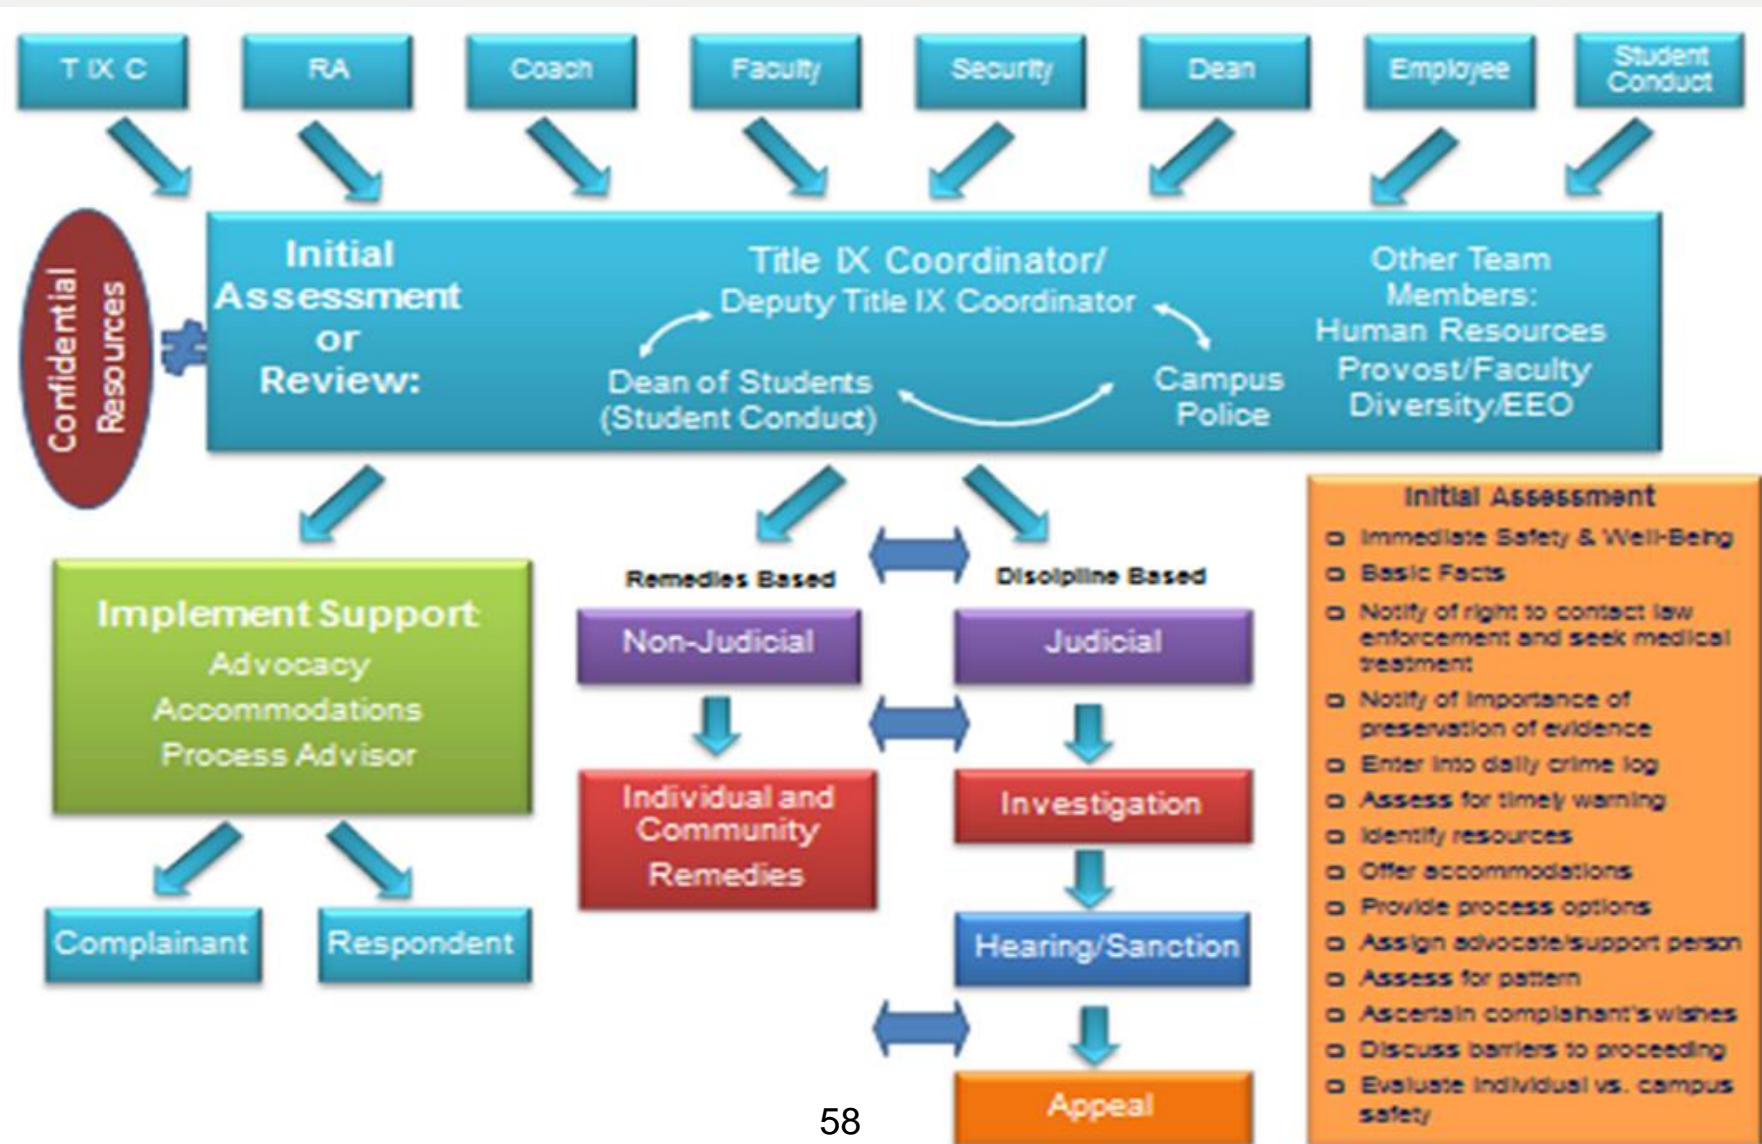 T IX C
RA
Coach
Faculty
Security
Dean
Employee
Student
Conduct
Confidential
Resources
≠
Initial
Assessment
or
Review:
Title IX Coordinator/
Deputy Title IX Coordinator
Dean of Students
(Student Conduct)
Campus
Police
Other Team
Members:
Human Resources
Provost/Faculty
Diversity/EEO
Implement Support:
Advocacy
Accommodations
Process Advisor
Complainant
Respondent
Remedies Based
Non-Judicial
Individual and
Community
Remedies
Discipline Based
Judicial
Investigation
Hearing/Sanction
Appeal
Initial Assessment
Immediate Safety & Well-Being
Basic Facts
Notify of right to contact law
enforcement and seek medical
treatment
Notify of importance of
preservation of evidence
Enter into daily crime log
Assess for timely warning
Identify resources
Offer accommodations
Provide process options
Assign advocate/support person
Assess for pattern
Ascertain complainant's wishes
Discuss barriers to proceeding
Evaluate individual vs. campus
safety
58